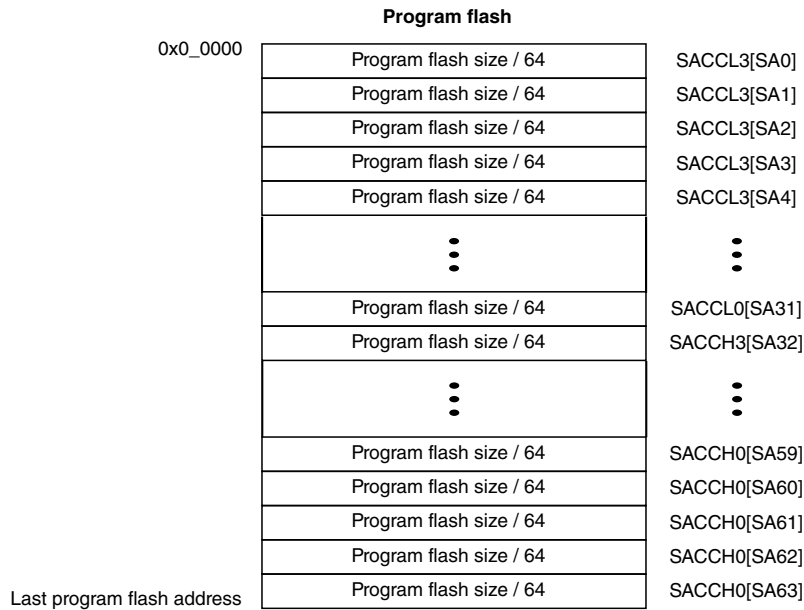 Program flash
0x0_0000
Program flash size / 64 SACCL3[SA0]
Program flash size / 64 SACCL3[SA1]
Program flash size / 64 SACCL3[SA2]
Program flash size / 64 SACCL3[SA3]
Program flash size / 64 SACCL3[SA4]
Program flash size / 64 SACCL0[SA31]
Program flash size / 64 SACCH3[SA32]
Program flash size / 64 SACCH0[SA59]
Program flash size / 64 SACCH0[SA60]
Program flash size / 64 SACCH0[SA61]
Program flash size / 64 SACCH0[SA62]
Program flash size / 64 SACCH0[SA63]
Last program flash address